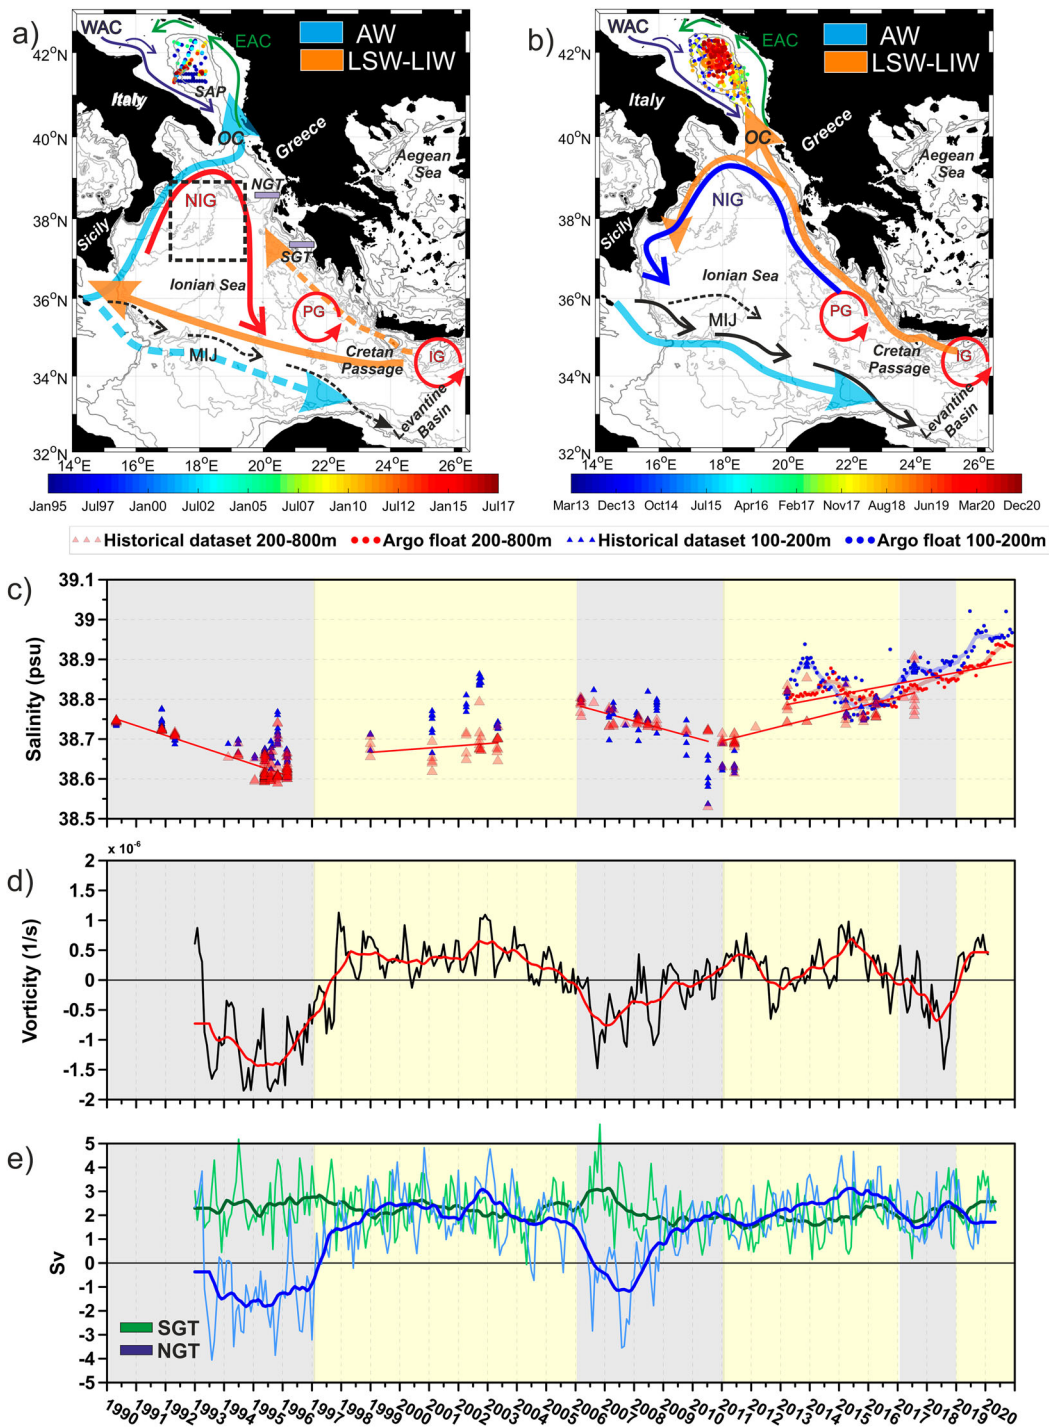 a)
WAC
EAC
AW
LSW-LIW
SAP
Italy
OC
Greece
Aegean
Sea
NGT
NIG
Sicily
SGT
Ionian Sea
PG
MIJ
Cretan
Passage
IG
Levantine
Basin
42°N
40°N
38°N
36°N
34°N
32°N
14°E 16°E 18°E 20°E 22°E 24°E 26°E
Jan95 Jul97 Jan00 Jul02 Jan05 Jul07 Jan10 Jul12 Jan15 Jul17
b)
WAC
EAC
AW
LSW-LIW
Italy
OC
Greece
Aegean
Sea
NIG
Sicily
Ionian Sea
PG
MIJ
Cretan
Passage
IG
Levantine
Basin
42°N
40°N
38°N
36°N
34°N
32°N
14°E 16°E 18°E 20°E 22°E 24°E 26°E
Mar13 Dec13 Oct14 Jul15 Apr16 Feb17 Nov17 Aug18 Jun19 Mar20 Dec20
Historical dataset 200-800m Argo float 200-800m Historical dataset 100-200m Argo float 100-200m
c)
Salinity (psu)
39.1
39
38.9
38.8
38.7
38.6
38.5
d)
x 10⁻⁶
Vorticity (1/s)
2
1.5
1
0.5
0
-0.5
-1
-1.5
-2
e)
Sv
5
4
3
2
1
0
-1
-2
-3
-4
-5
SGT
NGT
1990 1991 1992 1993 1994 1995 1996 1997 1998 1999 2000 2001 2002 2003 2004 2005 2006 2007 2008 2009 2010 2011 2012 2013 2014 2015 2016 2017 2018 2019 2020